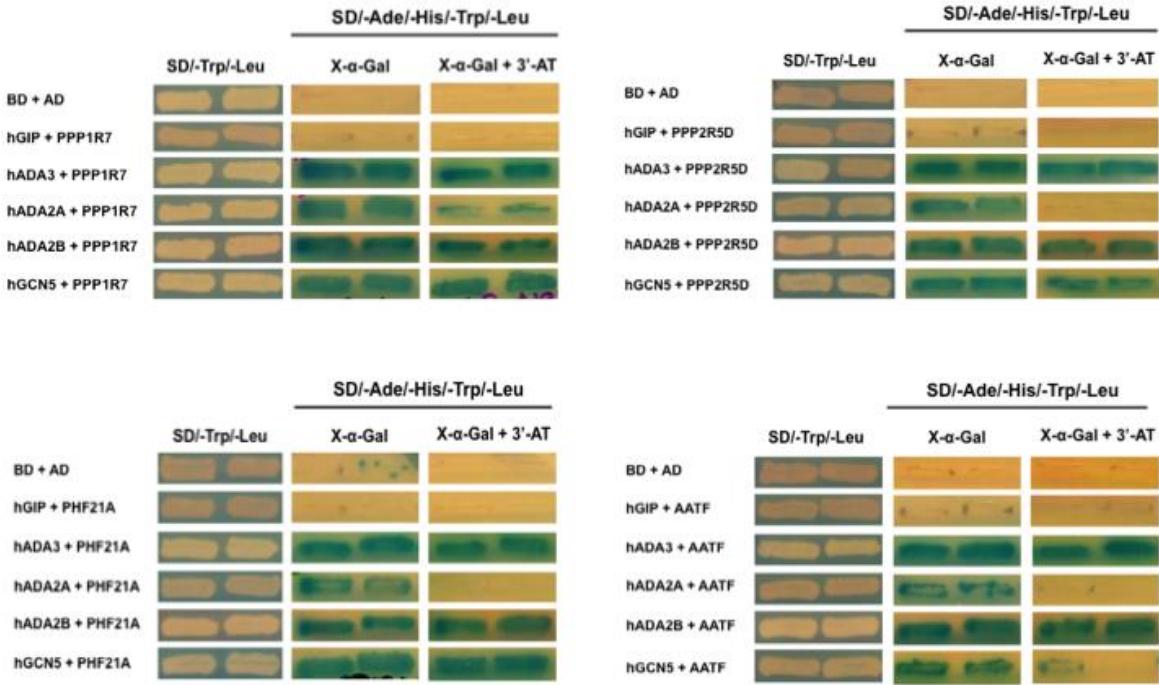 SD/-Ade/-His/-Trp/-Leu
SD/-Trp/-Leu X-α-Gal X-α-Gal + 3'-AT
BD + AD
hGIP + PPP1R7
hADA3 + PPP1R7
hADA2A + PPP1R7
hADA2B + PPP1R7
hGCN5 + PPP1R7
SD/-Ade/-His/-Trp/-Leu
SD/-Trp/-Leu X-α-Gal X-α-Gal + 3'-AT
BD + AD
hGIP + PPP2R5D
hADA3 + PPP2R5D
hADA2A + PPP2R5D
hADA2B + PPP2R5D
hGCN5 + PPP2R5D
SD/-Ade/-His/-Trp/-Leu
SD/-Trp/-Leu X-α-Gal X-α-Gal + 3'-AT
BD + AD
hGIP + PHF21A
hADA3 + PHF21A
hADA2A + PHF21A
hADA2B + PHF21A
hGCN5 + PHF21A
SD/-Ade/-His/-Trp/-Leu
SD/-Trp/-Leu X-α-Gal X-α-Gal + 3'-AT
BD + AD
hGIP + AATF
hADA3 + AATF
hADA2A + AATF
hADA2B + AATF
hGCN5 + AATF